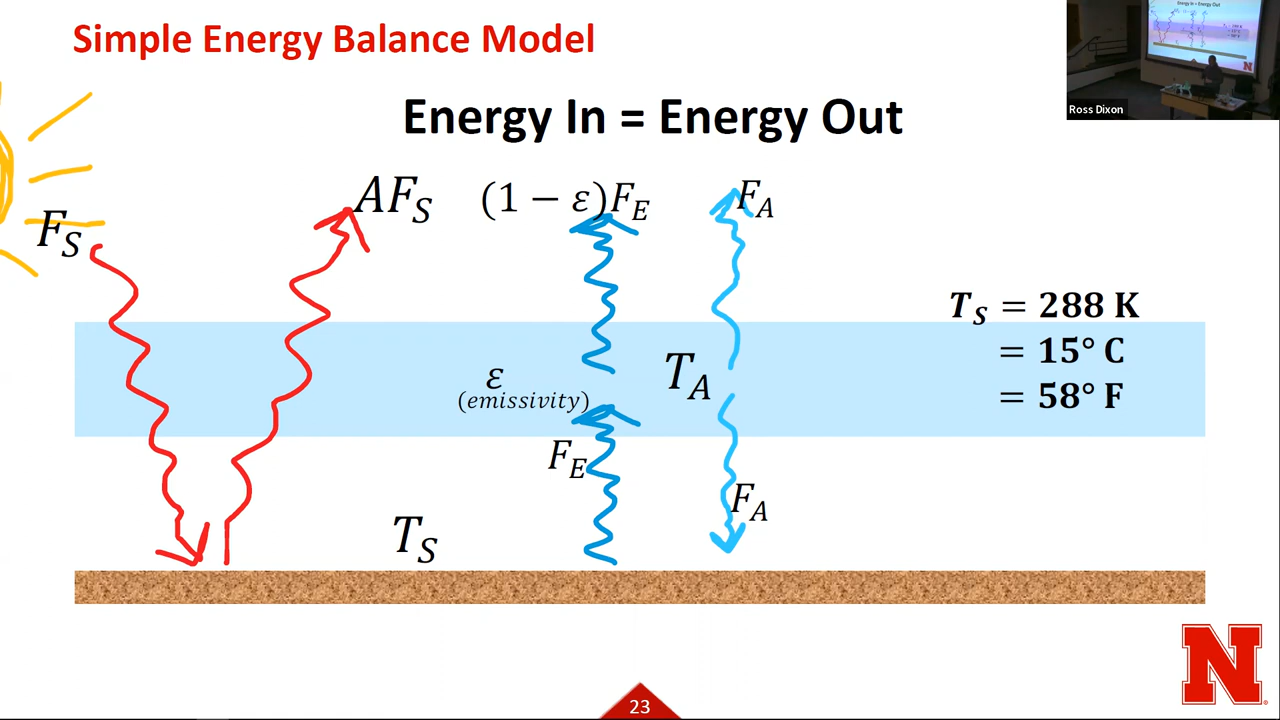 Simple Energy Balance Model
Energy In = Energy Out
Ross Dixon
F_S
AF_S
(1 − ε)F_E
F_A
T_S = 288 K
= 15° C
= 58° F
ε
(emissivity)
T_A
F_E
F_A
T_S
N
23